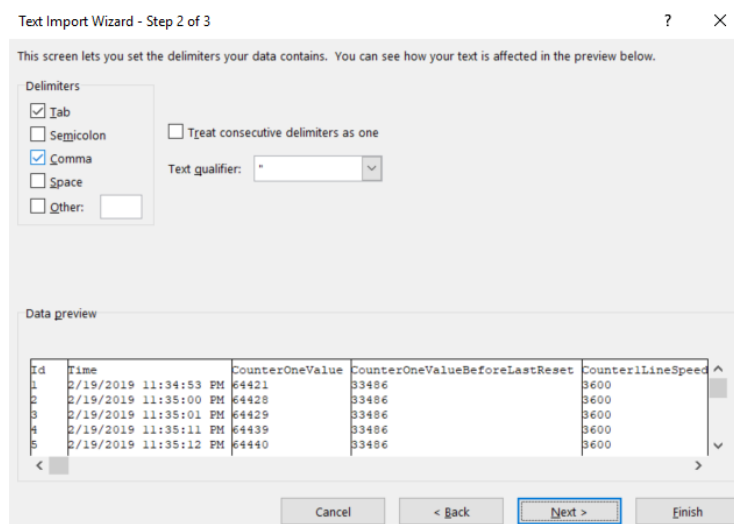 Text Import Wizard - Step 2 of 3 ? X
This screen lets you set the delimiters your data contains. You can see how your text is affected in the preview below.
Delimiters
Tab
Semicolon
Treat consecutive delimiters as one
Comma
Text qualifier: "
Space
Other:
Data preview
Id Time CounterOneValue CounterOneValueBeforeLastReset Counter1LineSpeed
1 2/19/2019 11:34:53 PM 64421 33486 3600
2 2/19/2019 11:35:00 PM 64428 33486 3600
3 2/19/2019 11:35:01 PM 64429 33486 3600
4 2/19/2019 11:35:11 PM 64439 33486 3600
5 2/19/2019 11:35:12 PM 64440 33486 3600
Cancel < Back Next > Finish